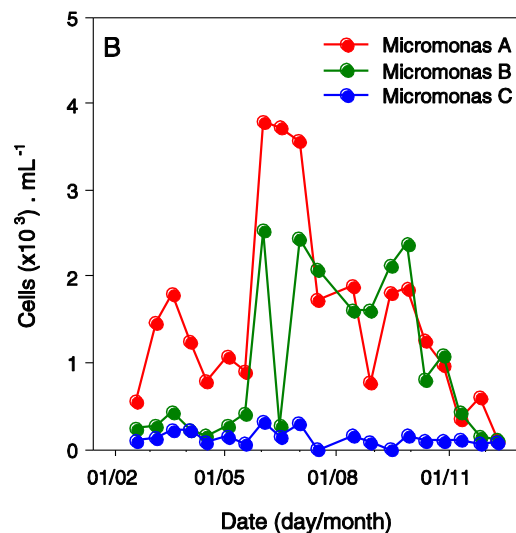 B
Micromonas A
Micromonas B
Micromonas C
Cells (x10³) . mL⁻¹
5
4
3
2
1
0
01/02 01/05 01/08 01/11
Date (day/month)